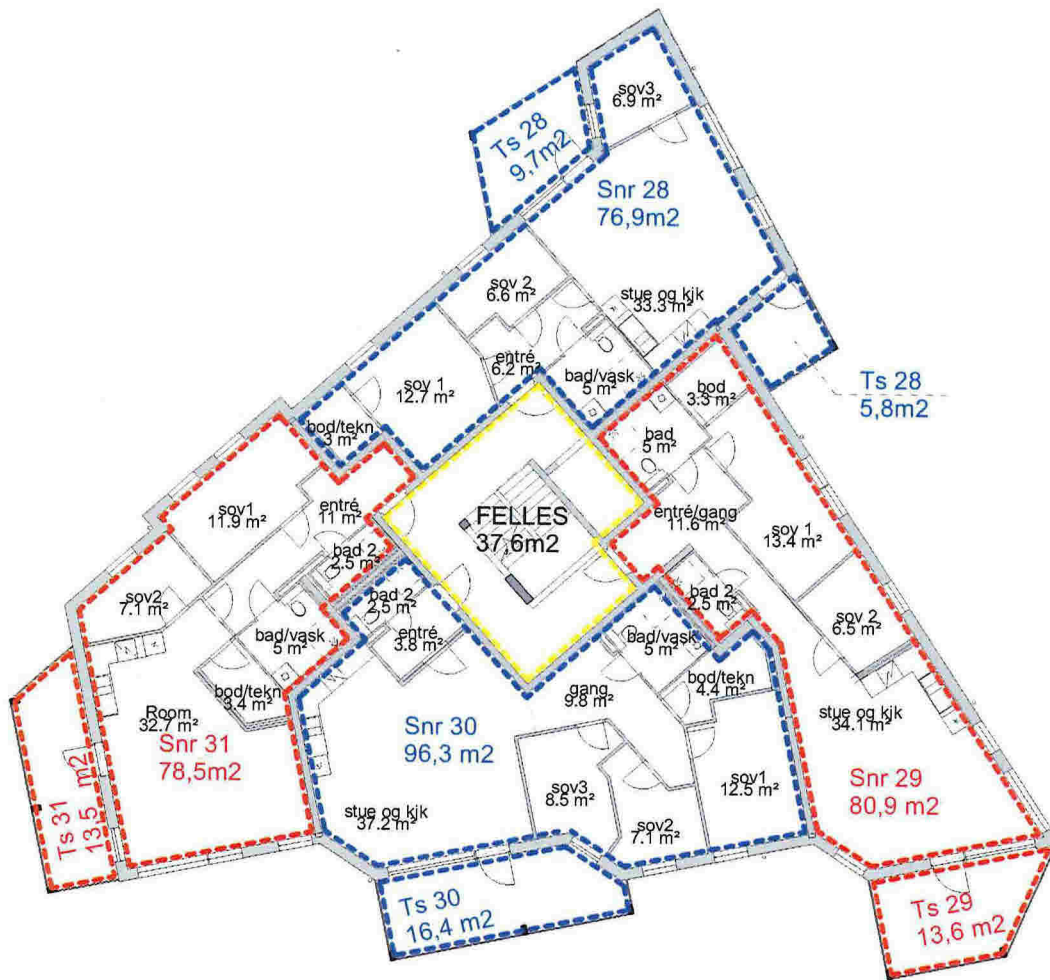 sov3
6.9 m²
Ts 28
9,7m2
Snr 28
76,9m2
sov 2
6.6 m²
stue og kjk
33.3 m²
entré
6.2 m²
bad/vask
5 m²
sov 1
12.7 m²
bod/tekn
3 m²
Ts 28
5,8m2
bod
3.3 m²
bad
5 m²
entré/gang
11.6 m²
sov 1
13.4 m²
sov 2
6.5 m²
bad 2
2.5 m²
stue og kjk
34.1 m²
Snr 29
80,9 m2
Ts 29
13,6 m2
FELLES
37,6m2
sov1
11.9 m²
entré
11 m²
bad 2
2.5 m²
sov2
7.1 m²
bad/vask
5 m²
bod/tekn
3.4 m²
Room
32.7 m²
Snr 31
78,5m2
Ts 31
13,5 m2
bad 2
2.5 m²
entré
3.8 m²
bad/vask
5 m²
bod/tekn
4.4 m²
gang
9.8 m²
Snr 30
96,3 m2
sov3
8.5 m²
sov1
12.5 m²
sov2
7.1 m²
stue og kjk
37.2 m²
Ts 30
16,4 m2